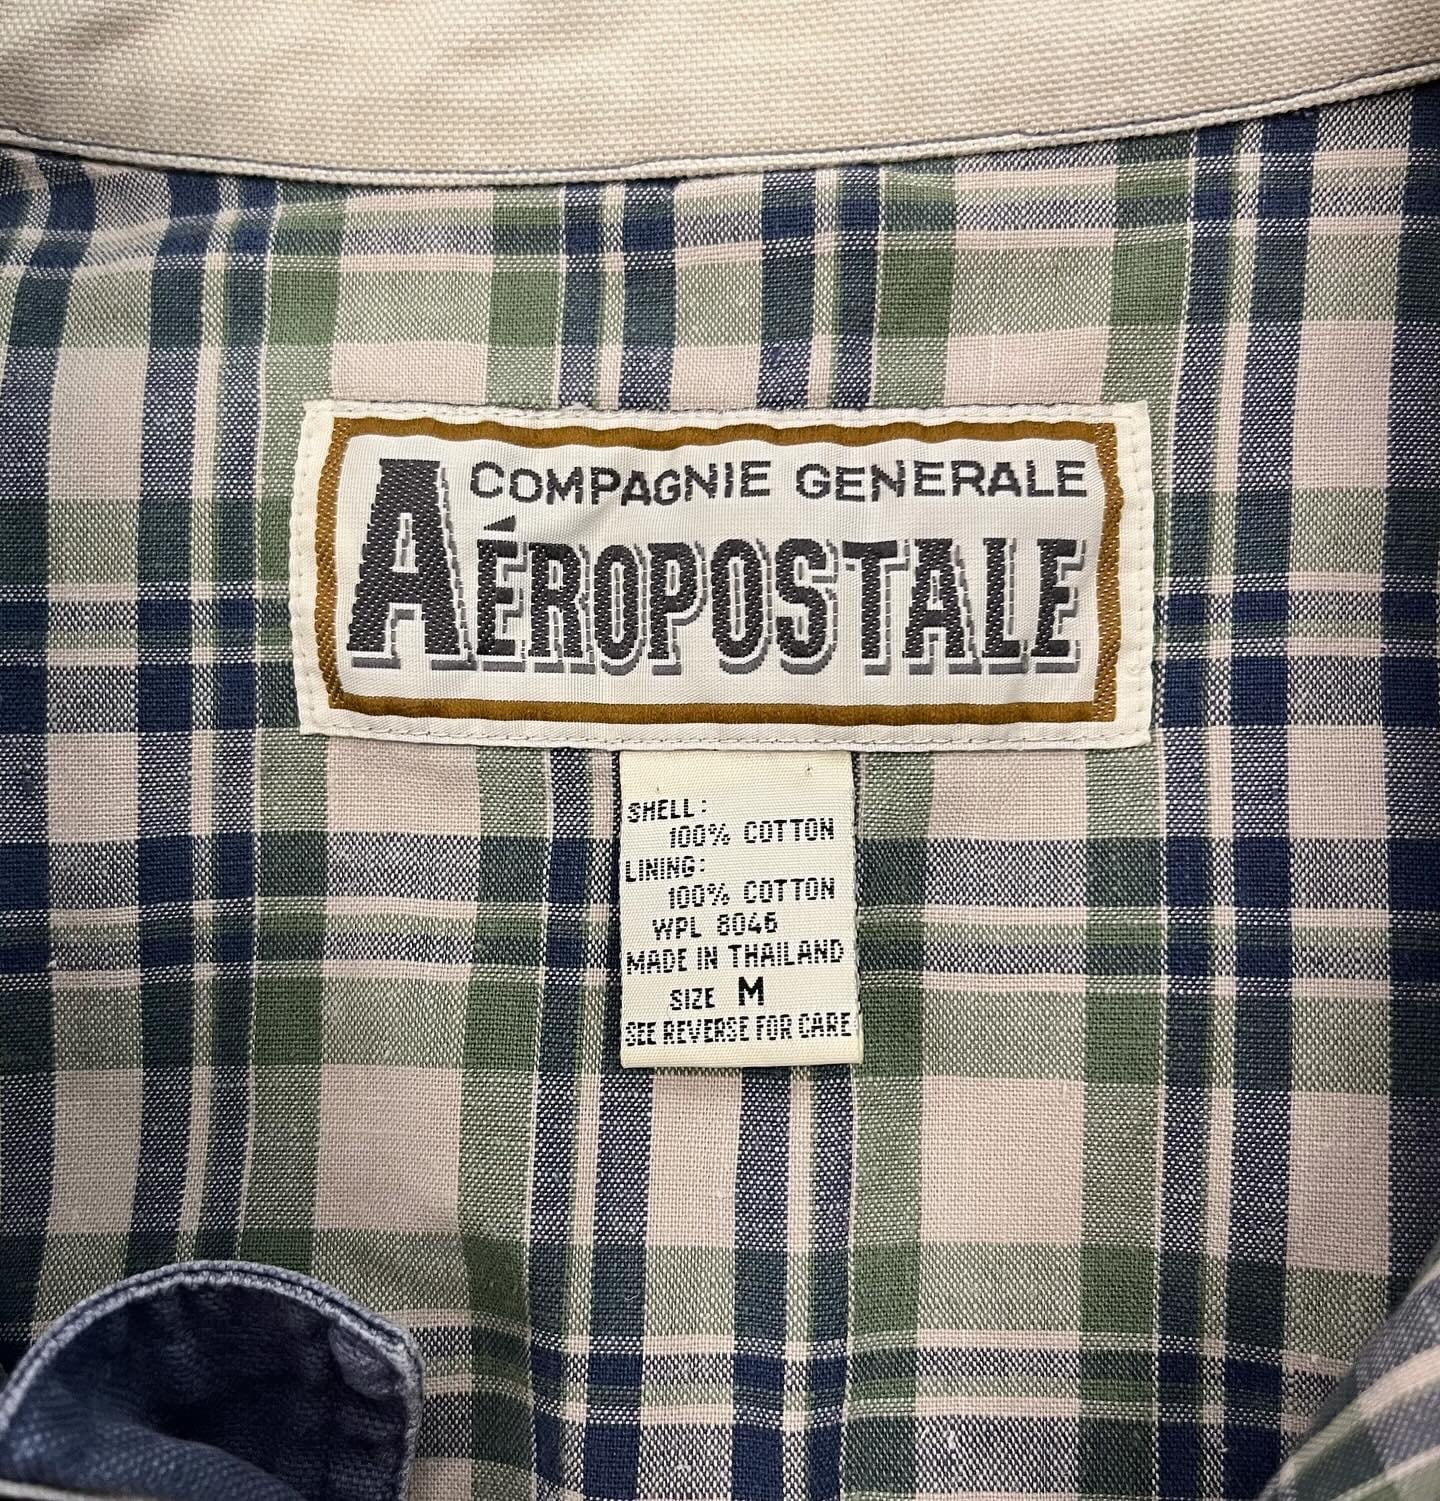 COMPAGNIE GENERALE
AÉROPOSTALE
SHELL:
100% COTTON
LINING:
100% COTTON
WPL 8046
MADE IN THAILAND
SIZE M
SEE REVERSE FOR CARE